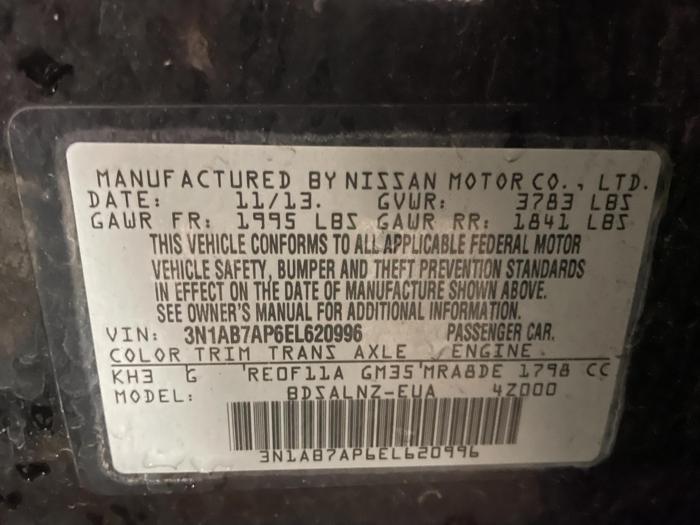 MANUFACTURED BY NISSAN MOTOR CO., LTD.
DATE: 11/13. GVWR: 3783 LBS
GAWR FR: 1995 LBS GAWR RR: 1841 LBS
THIS VEHICLE CONFORMS TO ALL APPLICABLE FEDERAL MOTOR
VEHICLE SAFETY, BUMPER AND THEFT PREVENTION STANDARDS
IN EFFECT ON THE DATE OF MANUFACTURE SHOWN ABOVE.
SEE OWNER'S MANUAL FOR ADDITIONAL INFORMATION.
VIN: 3N1AB7AP6EL620996 PASSENGER CAR.
COLOR TRIM TRANS AXLE ENGINE
KH3 G RE0F11A GM35 MRA8DE 1798 CC
MODEL: BDSALNZ-EUA 4Z000
3N1AB7AP6EL620996